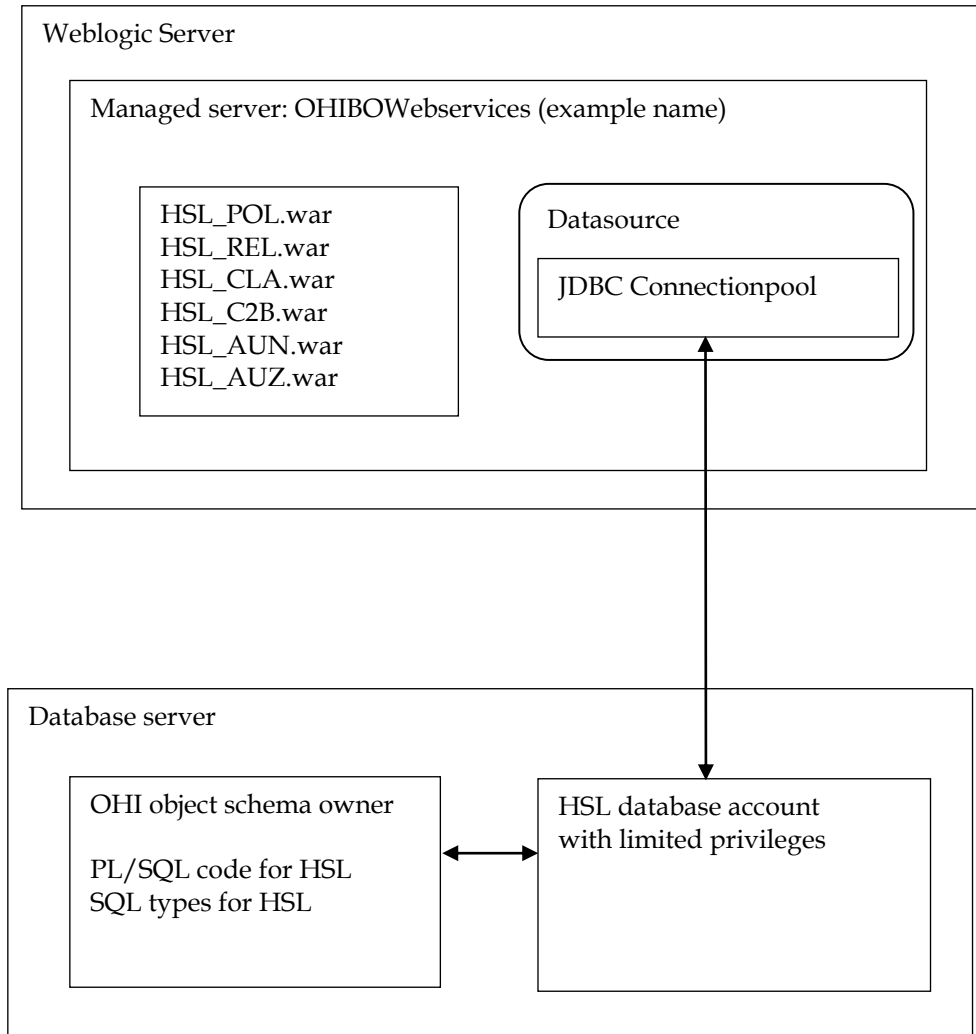 Weblogic Server
Managed server: OHIBOWebservices (example name)
HSL_POL.war
HSL_REL.war
HSL_CLA.war
HSL_C2B.war
HSL_AUN.war
HSL_AUZ.war
Datasource
JDBC Connectionpool
Database server
OHI object schema owner
PL/SQL code for HSL
SQL types for HSL
HSL database account
with limited privileges